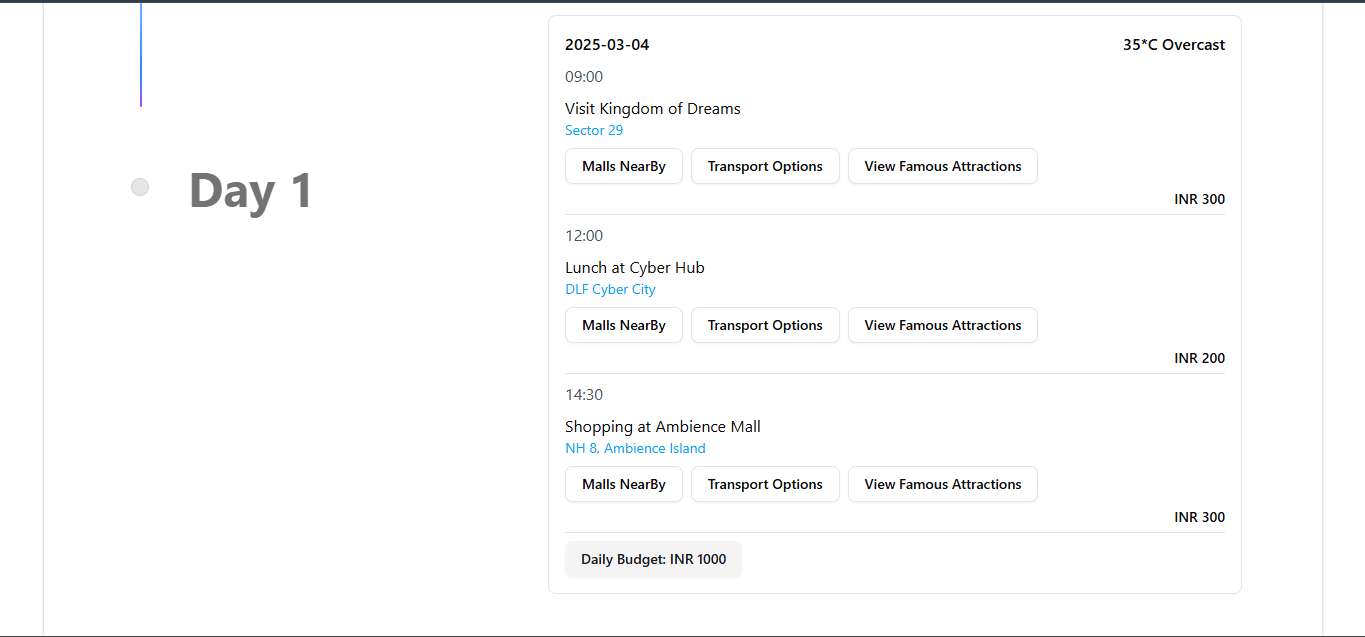 2025-03-04 35*C Overcast
09:00
Visit Kingdom of Dreams
Sector 29
Malls NearBy Transport Options View Famous Attractions
Day 1
INR 300
12:00
Lunch at Cyber Hub
DLF Cyber City
Malls NearBy Transport Options View Famous Attractions
INR 200
14:30
Shopping at Ambience Mall
NH 8, Ambience Island
Malls NearBy Transport Options View Famous Attractions
INR 300
Daily Budget: INR 1000